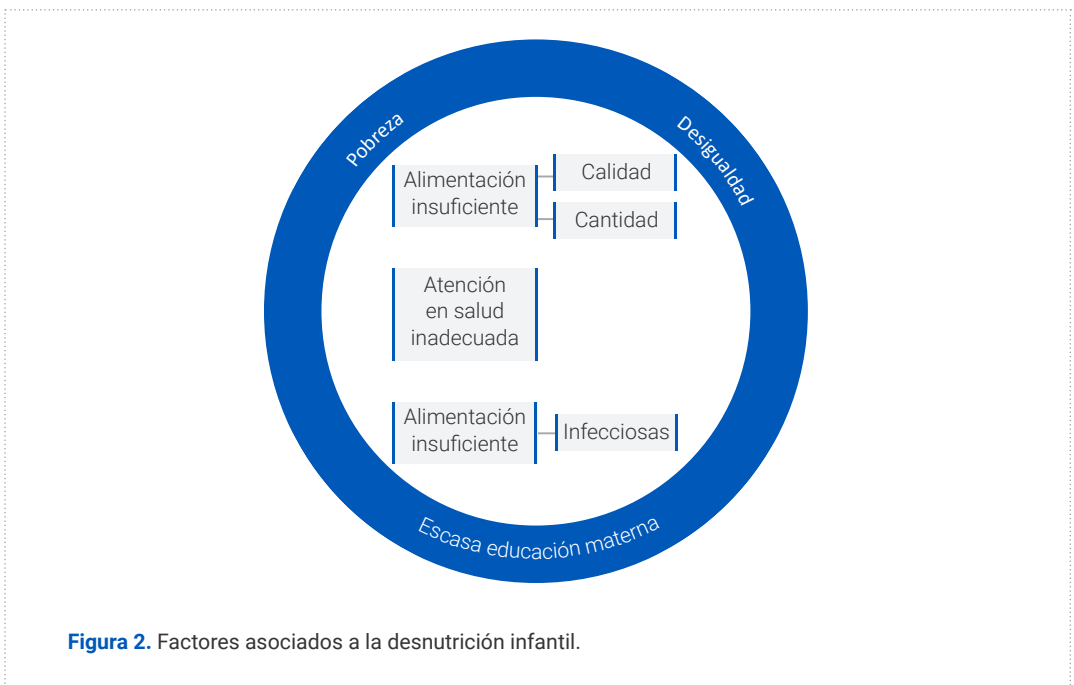 Pobreza
Desigualdad
Alimentación
insuficiente
Calidad
Cantidad
Atención
en salud
inadecuada
Alimentación
insuficiente
Infecciosas
Escasa educación materna
Figura 2. Factores asociados a la desnutrición infantil.